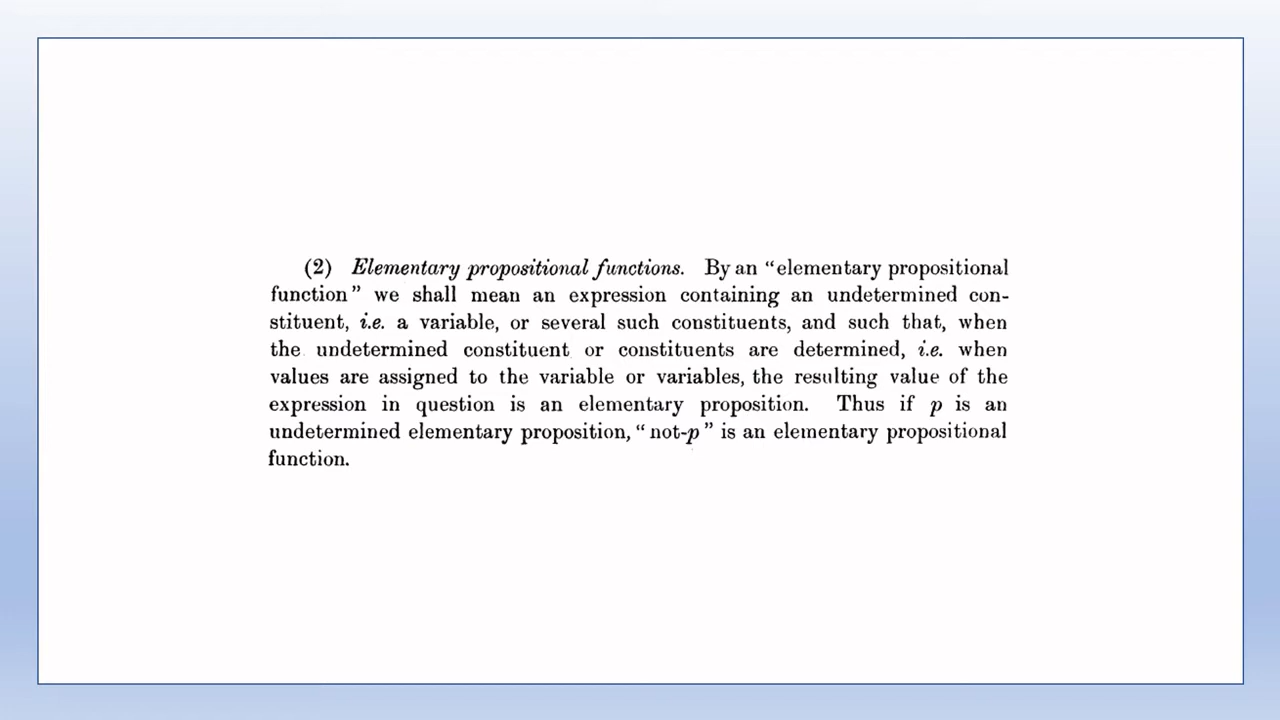 (2) Elementary propositional functions. By an “elementary propositional
function” we shall mean an expression containing an undetermined con-
stituent, i.e. a variable, or several such constituents, and such that, when
the undetermined constituent or constituents are determined, i.e. when
values are assigned to the variable or variables, the resulting value of the
expression in question is an elementary proposition. Thus if p is an
undetermined elementary proposition, “not-p” is an elementary propositional
function.